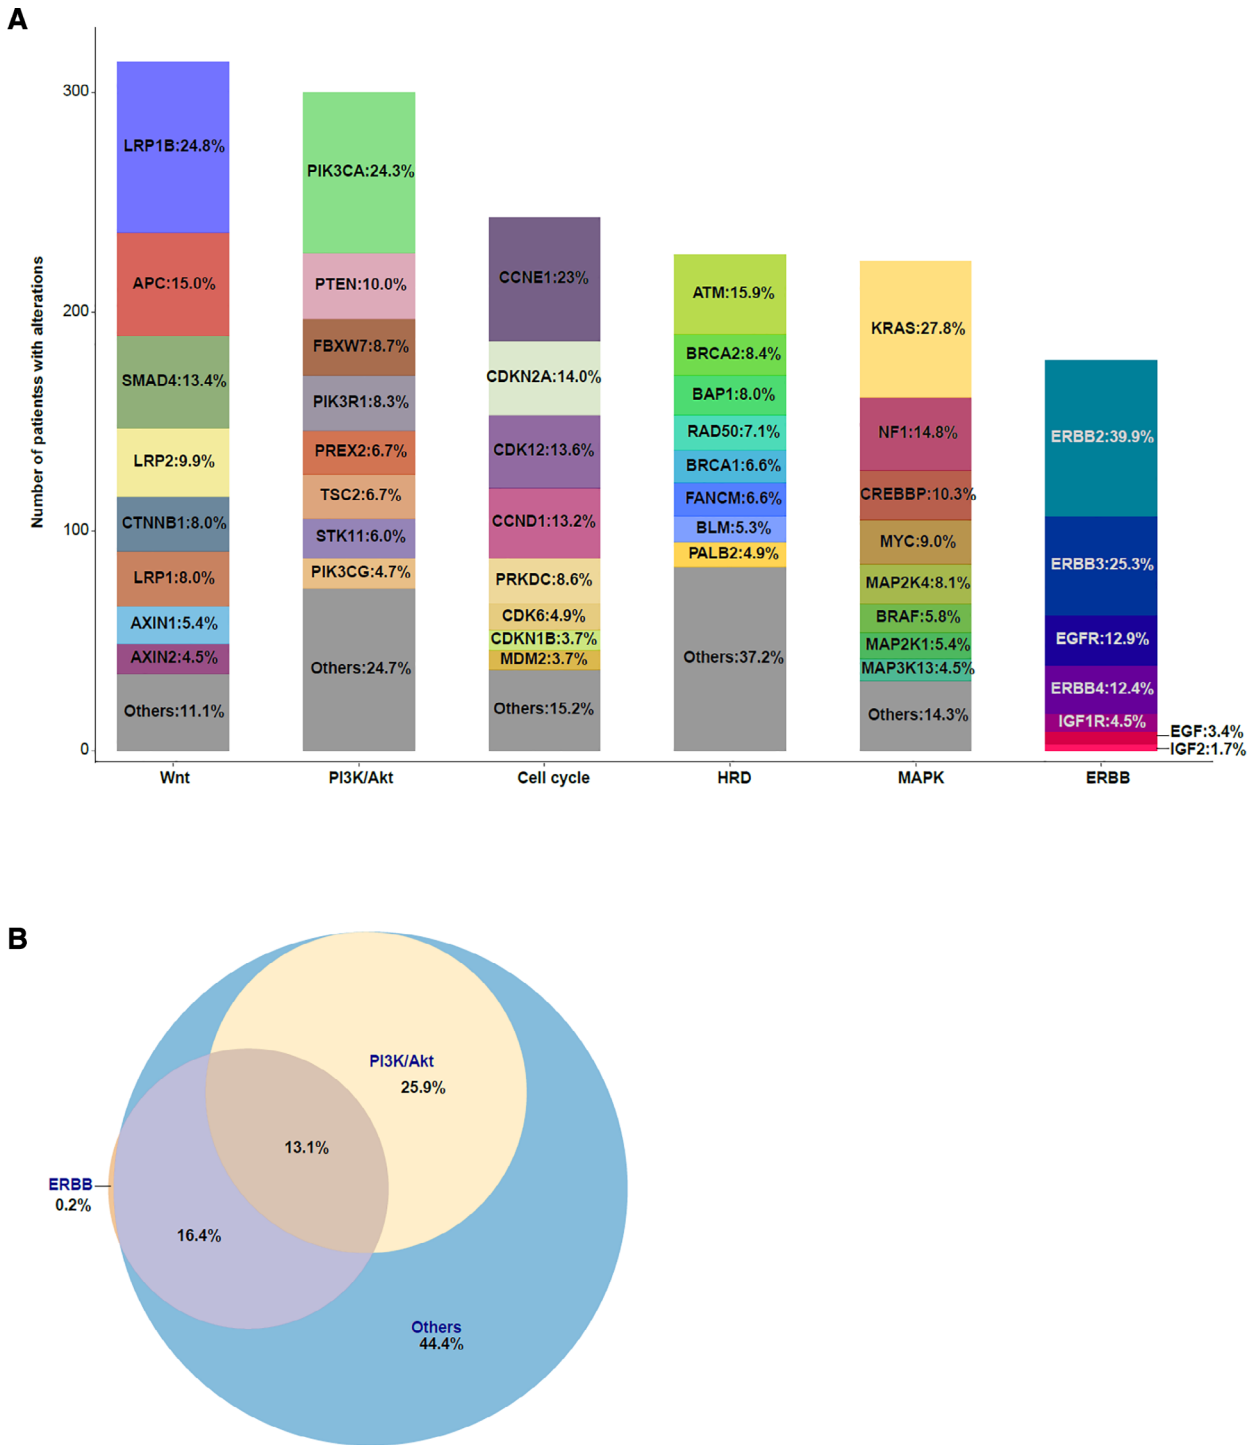 A
Number of patientss with alterations
300
200
100
0
LRP1B:24.8%
APC:15.0%
SMAD4:13.4%
LRP2:9.9%
CTNNB1:8.0%
LRP1:8.0%
AXIN1:5.4%
AXIN2:4.5%
Others:11.1%
Wnt
PIK3CA:24.3%
PTEN:10.0%
FBXW7:8.7%
PIK3R1:8.3%
PREX2:6.7%
TSC2:6.7%
STK11:6.0%
PIK3CG:4.7%
Others:24.7%
PI3K/Akt
CCNE1:23%
CDKN2A:14.0%
CDK12:13.6%
CCND1:13.2%
PRKDC:8.6%
CDK6:4.9%
CDKN1B:3.7%
MDM2:3.7%
Others:15.2%
Cell cycle
ATM:15.9%
BRCA2:8.4%
BAP1:8.0%
RAD50:7.1%
BRCA1:6.6%
FANCM:6.6%
BLM:5.3%
PALB2:4.9%
Others:37.2%
HRD
KRAS:27.8%
NF1:14.8%
CREBBP:10.3%
MYC:9.0%
MAP2K4:8.1%
BRAF:5.8%
MAP2K1:5.4%
MAP3K13:4.5%
Others:14.3%
MAPK
ERBB2:39.9%
ERBB3:25.3%
EGFR:12.9%
ERBB4:12.4%
IGF1R:4.5%
EGF:3.4%
IGF2:1.7%
ERBB
B
PI3K/Akt
25.9%
13.1%
ERBB
0.2%
16.4%
Others
44.4%